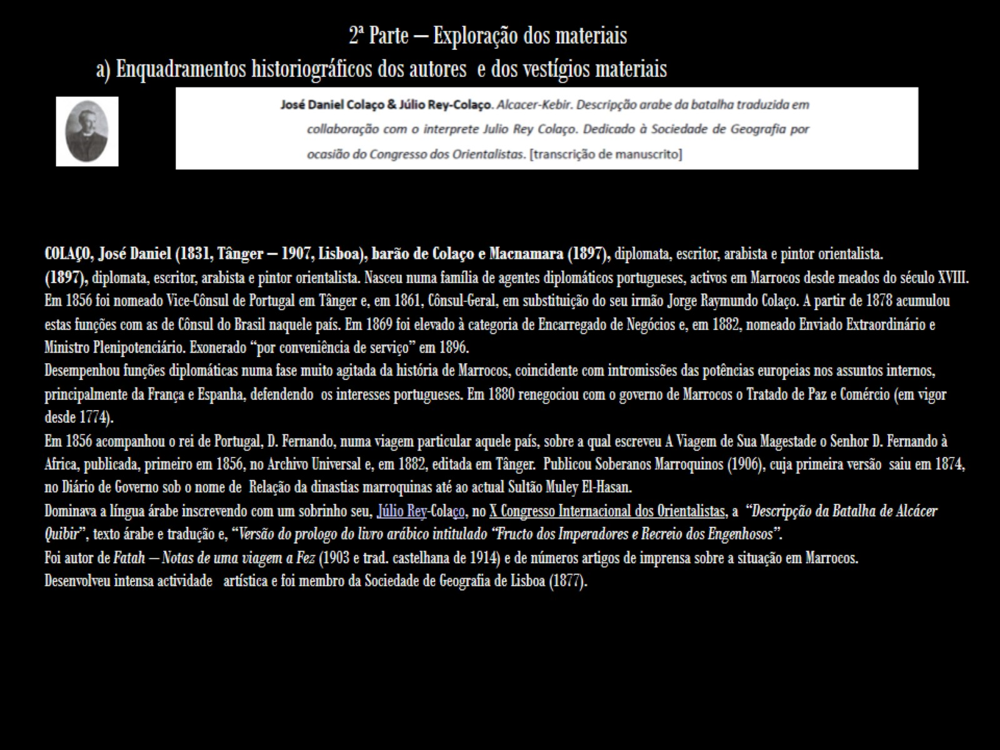 2ª Parte – Exploração dos materiais
a) Enquadramentos historiográficos dos autores  e dos vestígios materiais
José Daniel Colaço & Júlio Rey-Colaço. Alcacer-Kebir. Descripção arabe da batalha traduzida em
collaboração com o interprete Julio Rey Colaço. Dedicado à Sociedade de Geografia por
ocasião do Congresso dos Orientalistas. [transcrição de manuscrito]
COLAÇO, José Daniel (1831, Tânger – 1907, Lisboa), barão de Colaço e Macnamara (1897), diplomata, escritor, arabista e pintor orientalista.
(1897), diplomata, escritor, arabista e pintor orientalista. Nasceu numa família de agentes diplomáticos portugueses, activos em Marrocos desde meados do século XVIII.
Em 1856 foi nomeado Vice-Cônsul de Portugal em Tânger e, em 1861, Cônsul-Geral, em substituição do seu irmão Jorge Raymundo Colaço. A partir de 1878 acumulou
estas funções com as de Cônsul do Brasil naquele país. Em 1869 foi elevado à categoria de Encarregado de Negócios e, em 1882, nomeado Enviado Extraordinário e
Ministro Plenipotenciário. Exonerado “por conveniência de serviço” em 1896.
Desempenhou funções diplomáticas numa fase muito agitada da história de Marrocos, coincidente com intromissões das potências europeias nos assuntos internos,
principalmente da França e Espanha, defendendo  os interesses portugueses. Em 1880 renegociou com o governo de Marrocos o Tratado de Paz e Comércio (em vigor
desde 1774).
Em 1856 acompanhou o rei de Portugal, D. Fernando, numa viagem particular aquele país, sobre a qual escreveu A Viagem de Sua Magestade o Senhor D. Fernando à
Africa, publicada, primeiro em 1856, no Archivo Universal e, em 1882, editada em Tânger.  Publicou Soberanos Marroquinos (1906), cuja primeira versão  saiu em 1874,
no Diário de Governo sob o nome de  Relação da dinastias marroquinas até ao actual Sultão Muley El-Hasan.
Dominava a língua árabe inscrevendo com um sobrinho seu, Júlio Rey-Colaço, no X Congresso Internacional dos Orientalistas, a  “Descripção da Batalha de Alcácer
Quibir”, texto árabe e tradução e, “Versão do prologo do livro arábico intitulado “Fructo dos Imperadores e Recreio dos Engenhosos”.
Foi autor de Fatah – Notas de uma viagem a Fez (1903 e trad. castelhana de 1914) e de números artigos de imprensa sobre a situação em Marrocos.
Desenvolveu intensa actividade   artística e foi membro da Sociedade de Geografia de Lisboa (1877).